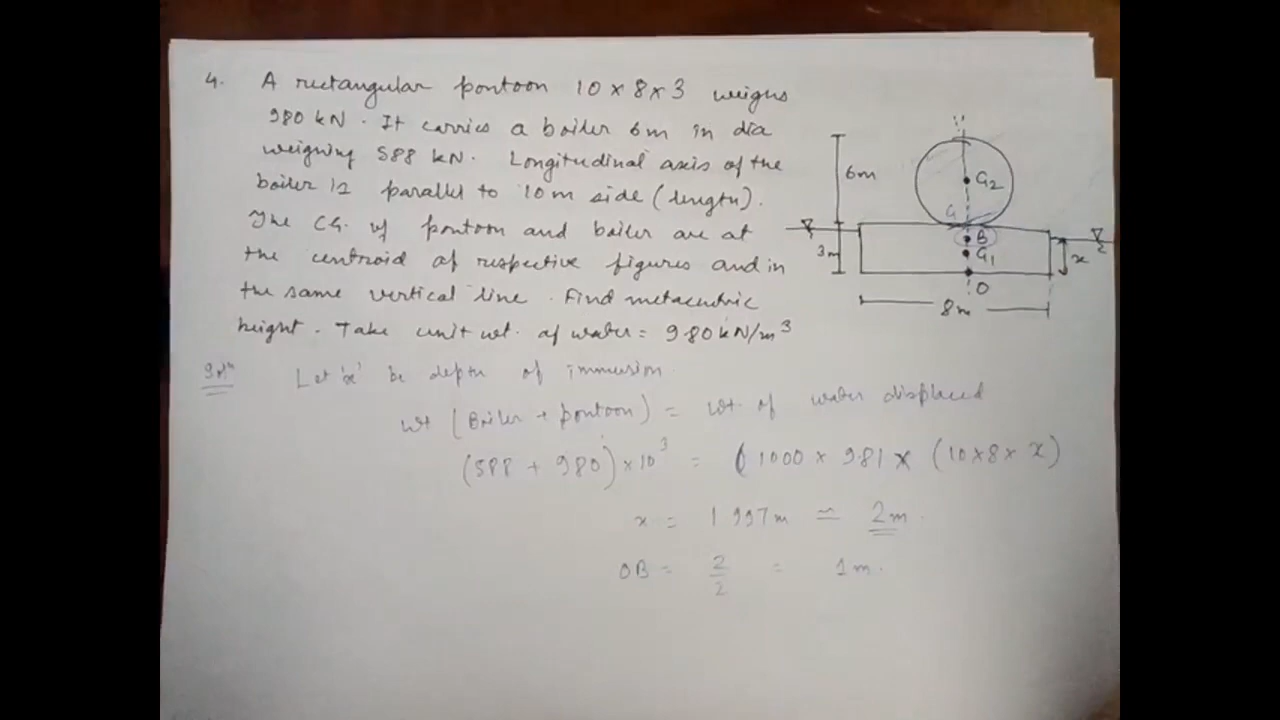 4. A rectangular pontoon 10 x 8 x 3 weighs
980 kN. It carries a boiler 6m in dia
weighing 588 kN. Longitudinal axis of the
boiler is parallel to 10 m side (length).
The CG. of pontoon and boiler are at
the centroid of respective figures and in
the same vertical line. Find metacentric
height. Take unit wt. of water = 9.80 kN/m³
6m
G2
G
B
G1
3m
x
O
8m
Soln Let 'x' be depth of immersion.
Wt (Boiler + pontoon) = Wt. of water displaced
(588 + 980) x 10³ = (1000 x 9.81 x (10 x 8 x x)
x = 1.997m ≃ 2m.
OB = 2/2 = 1m.